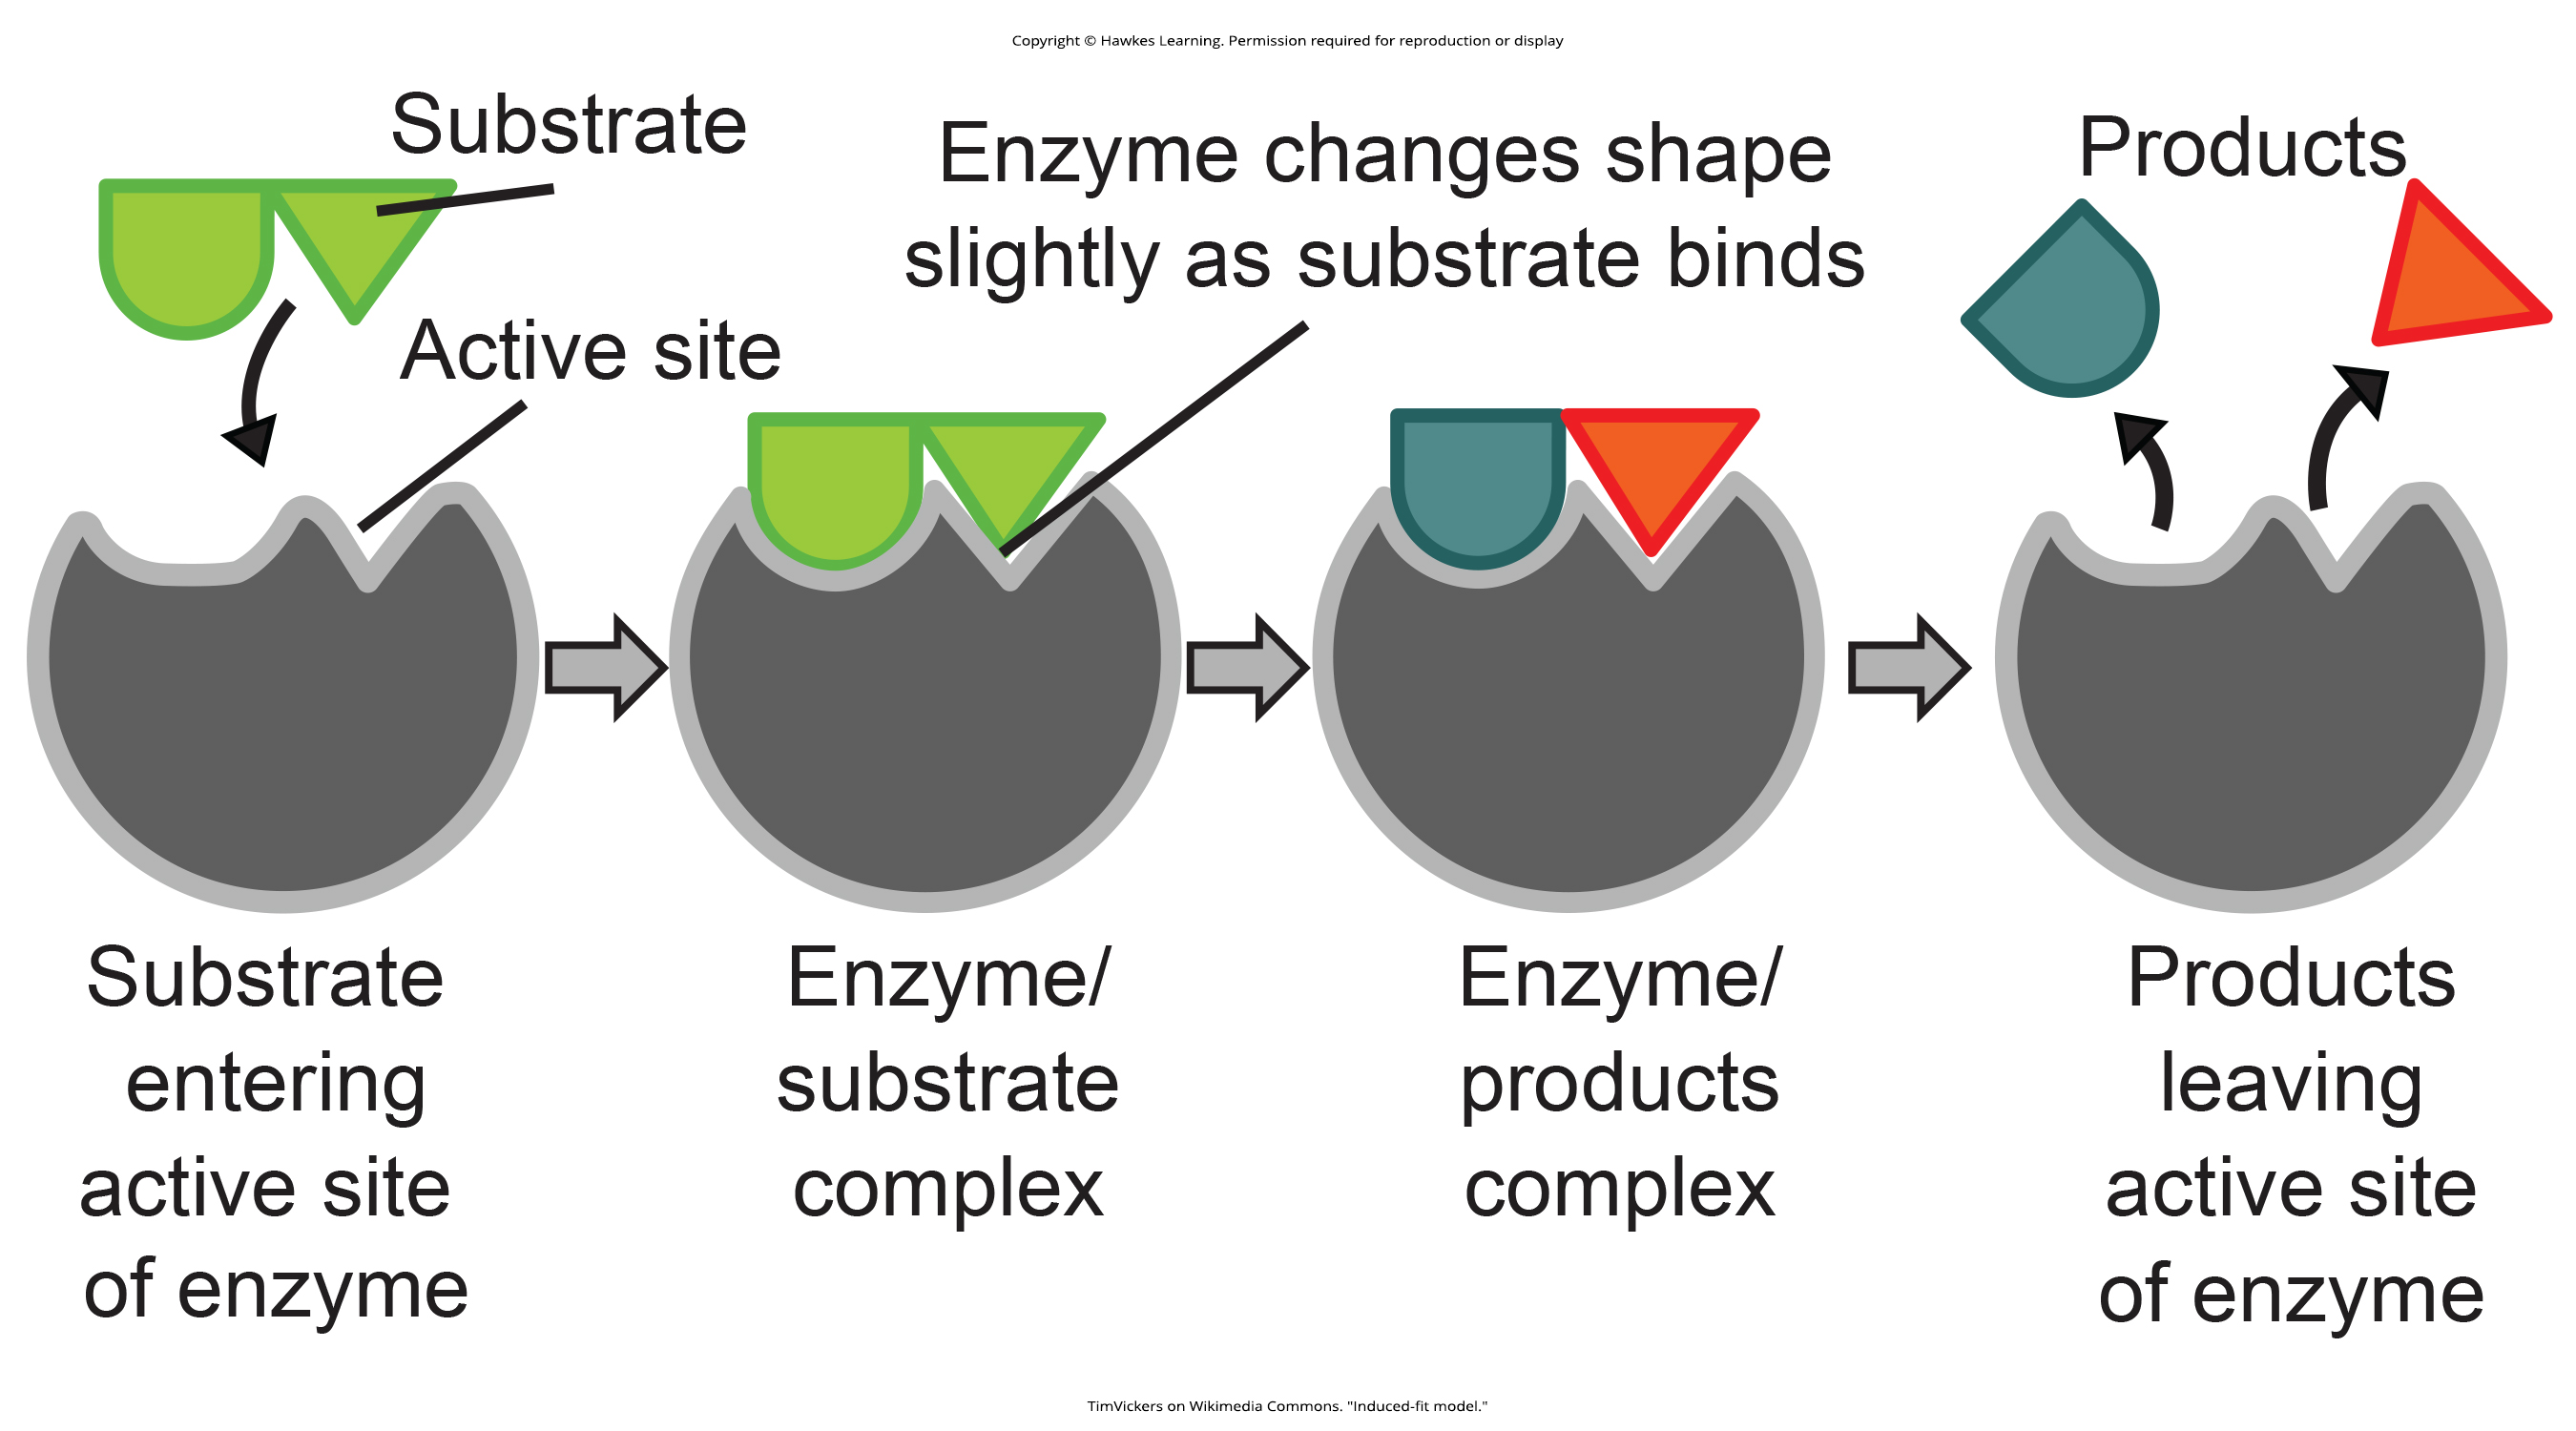 Copyright © Hawkes Learning. Permission required for reproduction or display
Substrate
Active site
Enzyme changes shape
slightly as substrate binds
Products
Substrate
entering
active site
of enzyme
Enzyme/
substrate
complex
Enzyme/
products
complex
Products
leaving
active site
of enzyme
TimVickers on Wikimedia Commons. "Induced-fit model."